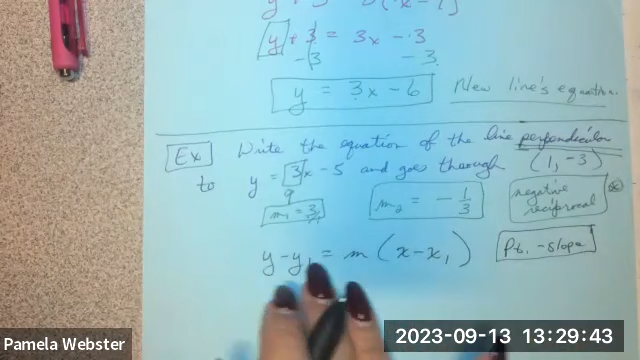 y + 3 = 3x - 3
-3 -3
y = 3x - 6 New line's equation.
Ex Write the equation of the line perpendicular
to y = 3x - 5 and goes through (1, -3)
m₁ = 3/1 m₂ = -1/3 negative reciprocal
y - y₁ = m (x - x₁) Pt. - slope
Pamela Webster
2023-09-13 13:29:43